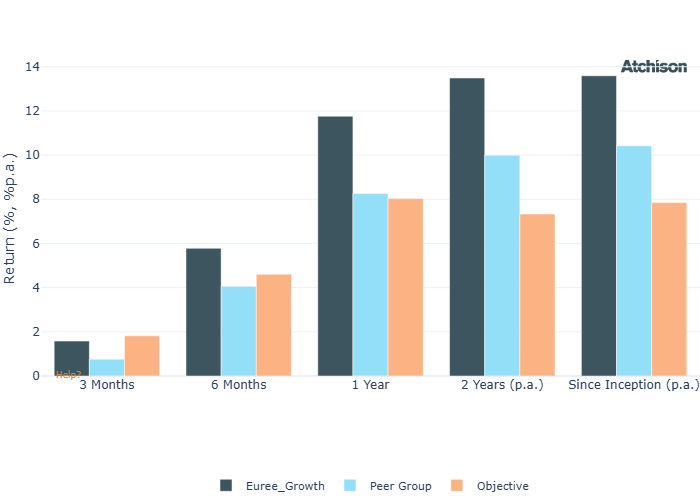 Atchison
14
12
10
8
6
4
2
0
Return (%, %p.a.)
Help?
3 Months
6 Months
1 Year
2 Years (p.a.)
Since Inception (p.a.)
Euree_Growth
Peer Group
Objective